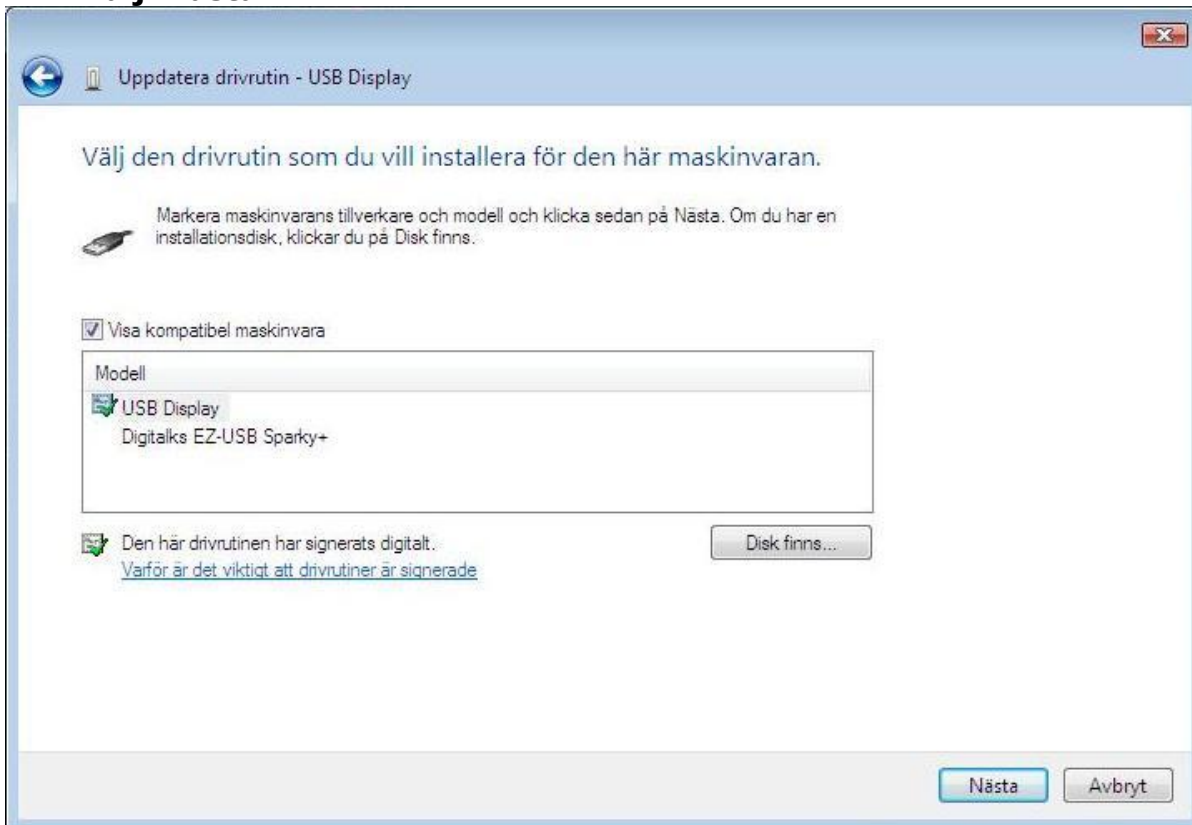 Uppdatera drivrutin - USB Display
Välj den drivrutin som du vill installera för den här maskinvaran.
Markera maskinvarans tillverkare och modell och klicka sedan på Nästa. Om du har en
installationsdisk, klickar du på Disk finns.
Visa kompatibel maskinvara
Modell
USB Display
Digitalks EZ-USB Sparky+
Den här drivrutinen har signerats digitalt.
Disk finns...
Varför är det viktigt att drivrutiner är signerade
Nästa
Avbryt